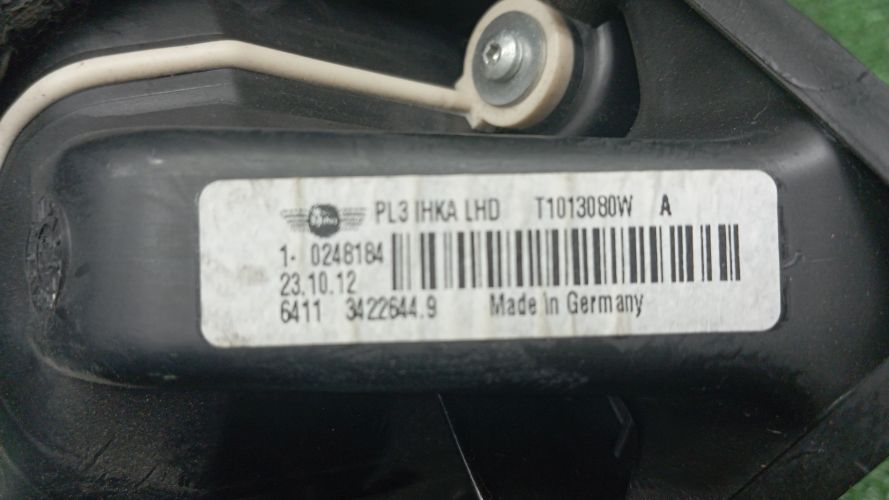 PL3 IHKA LHD T1013080W A
1- 0248184
23.10.12
6411 3422644.9 Made in Germany